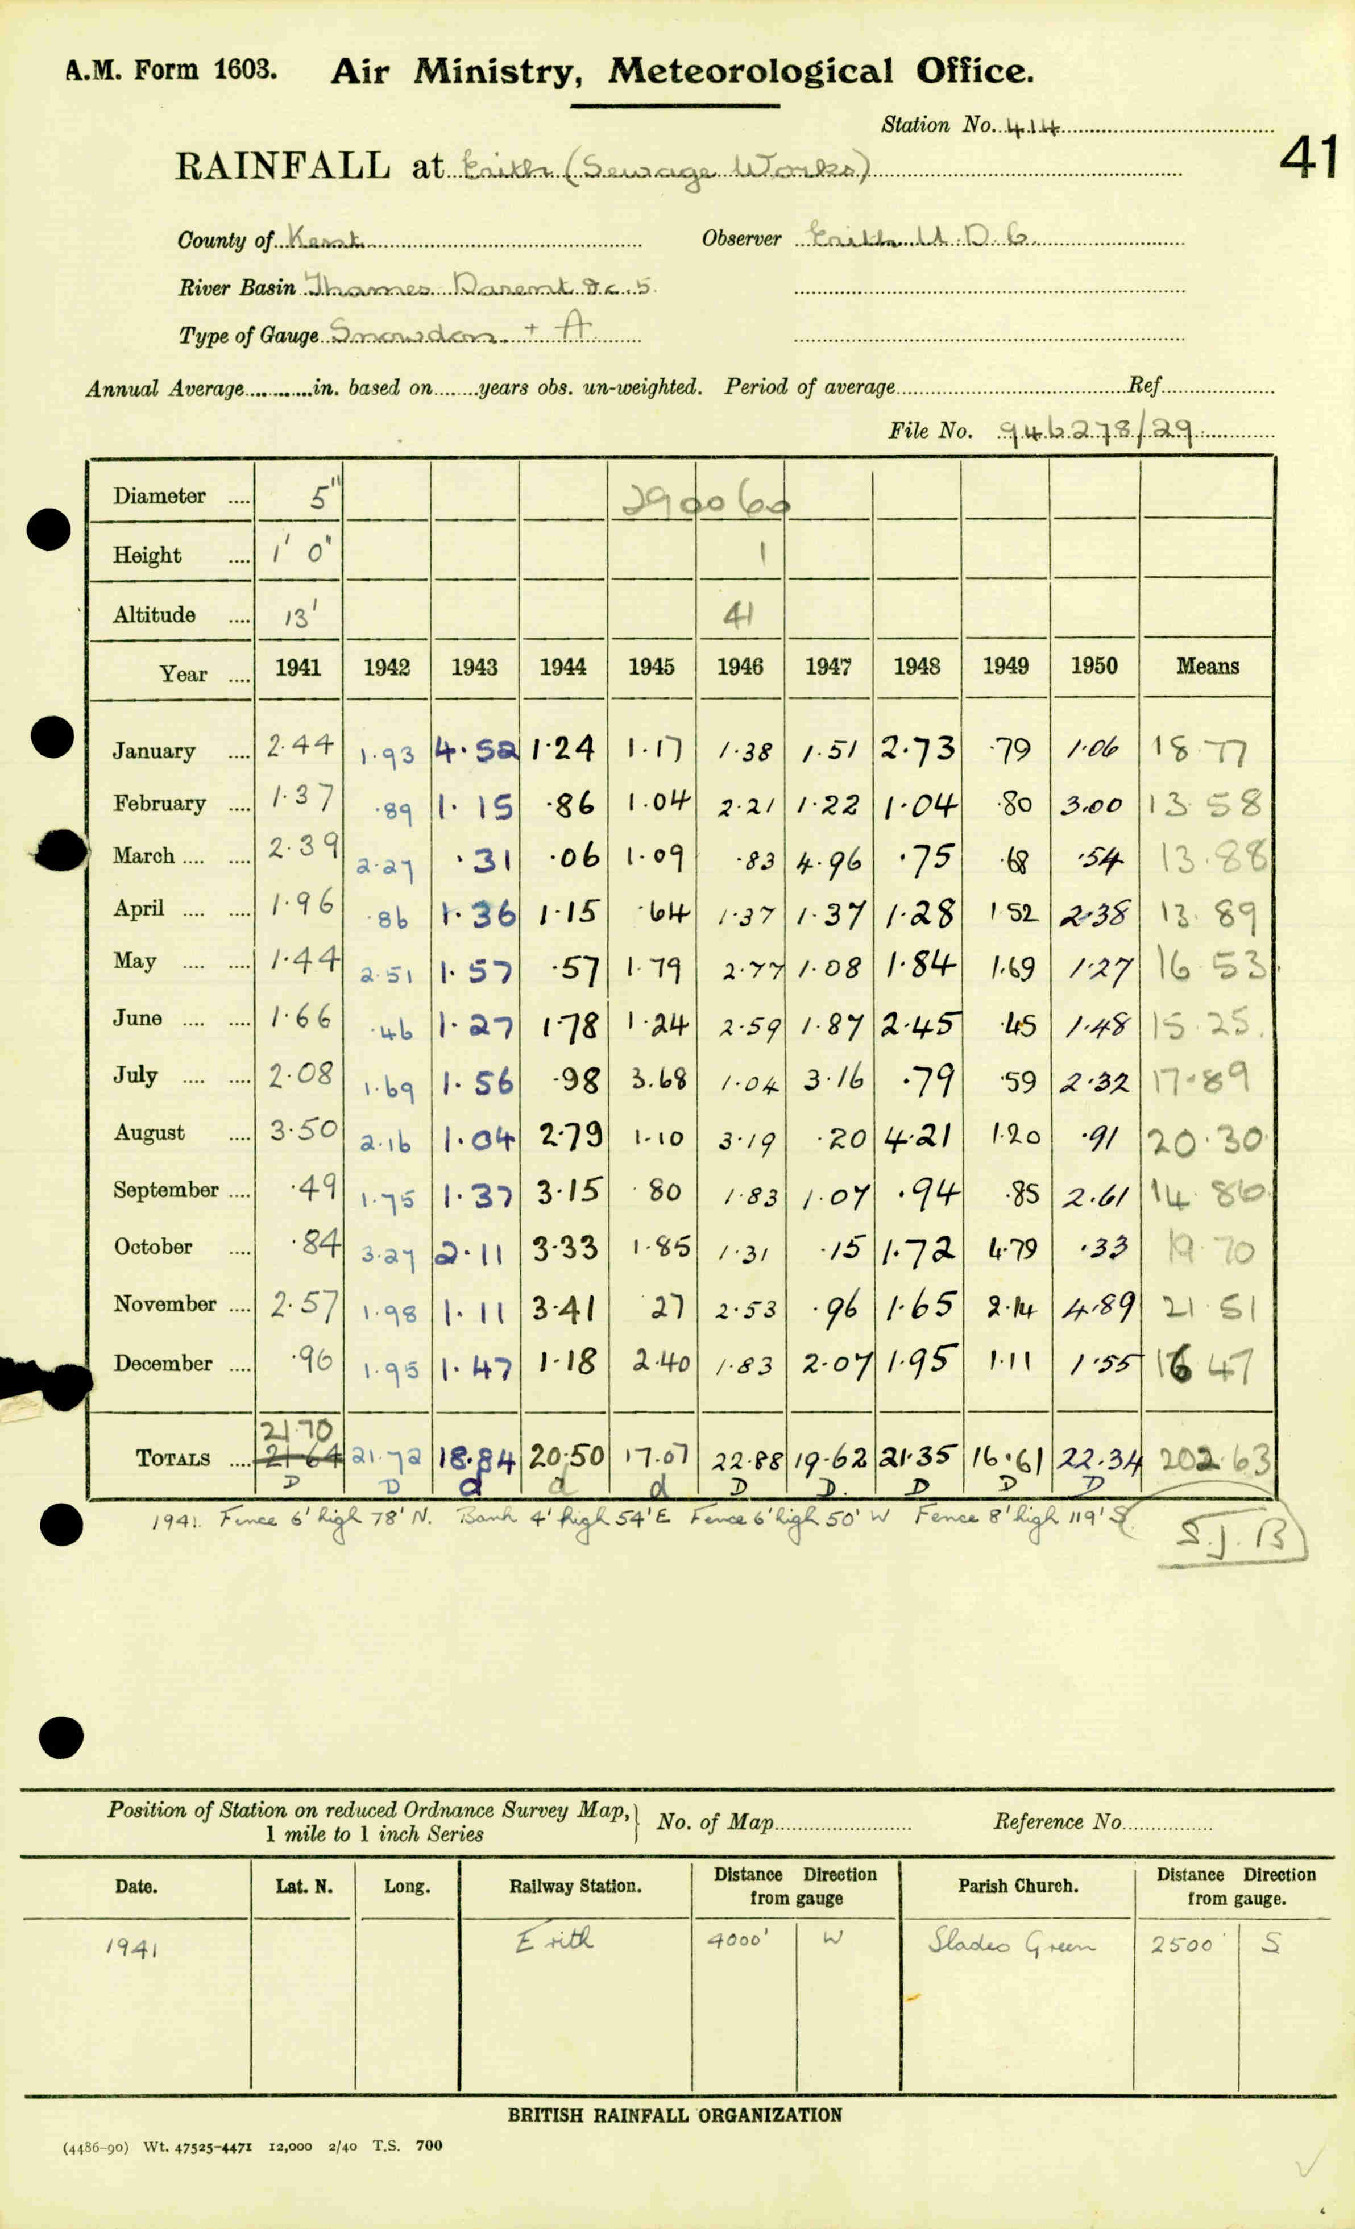 A.M. Form 1603. Air Ministry, Meteorological Office.
Station No. 414
41
RAINFALL at Erith (Sewage Works)
County of Kent Observer Erith U.D.C.
River Basin Thames Darent &c. 5
Type of Gauge Snowdon + A
Annual Average in. based on years obs. un-weighted. Period of average Ref.
File No. 946278/29
Diameter 5" 290060
Height 1' 0" 1
Altitude 13' 41
Year 1941 1942 1943 1944 1945 1946 1947 1948 1949 1950 Means
January 2.44 1.93 4.52 1.24 1.17 1.38 1.51 2.73 .79 1.06 18.77
February 1.37 .89 1.15 .86 1.04 2.21 1.22 1.04 .80 3.00 13 58
March 2.39 2.27 .31 .06 1.09 .83 4.96 .75 .68 .54 13.88
April 1.96 .86 1.36 1.15 .64 1.37 1.37 1.28 1.52 2.38 13.89
May 1.44 2.51 1.57 .57 1.79 2.77 1.08 1.84 1.69 1.27 16 53
June 1.66 .46 1.27 1.78 1.24 2.59 1.87 2.45 .45 1.48 15.25
July 2.08 1.69 1.56 .98 3.68 1.04 3.16 .79 .59 2.32 17.89
August 3.50 2.16 1.04 2.79 1.10 3.19 .20 4.21 1.20 .91 20.30
September .49 1.75 1.37 3.15 .80 1.83 1.07 .94 .85 2.61 14 86
October .84 3.27 2.11 3.33 1.85 1.31 .15 1.72 4.79 .33 19.70
November 2.57 1.98 1.11 3.41 .27 2.53 .96 1.65 2.14 4.89 21.51
December .96 1.95 1.47 1.18 2.40 1.83 2.07 1.95 1.11 1.55 16 47
21.70
TOTALS 21 64 21.72 18.84 20.50 17.07 22.88 19.62 21.35 16.61 22.34 202.63
D D d d d D D. D D D
1941. Fence 6' high 78' N. Bank 4' high 54' E Fence 6' high 50' W Fence 8' high 119' S
S.J.B
Position of Station on reduced Ordnance Survey Map, No. of Map Reference No.
1 mile to 1 inch Series
Date. Lat. N. Long. Railway Station. Distance Direction from gauge Parish Church. Distance Direction from gauge.
1941 Erith 4000' W Slades Green 2500' S
BRITISH RAINFALL ORGANIZATION
(4486-90) Wt. 47525-4471 12,000 2/40 T.S. 700